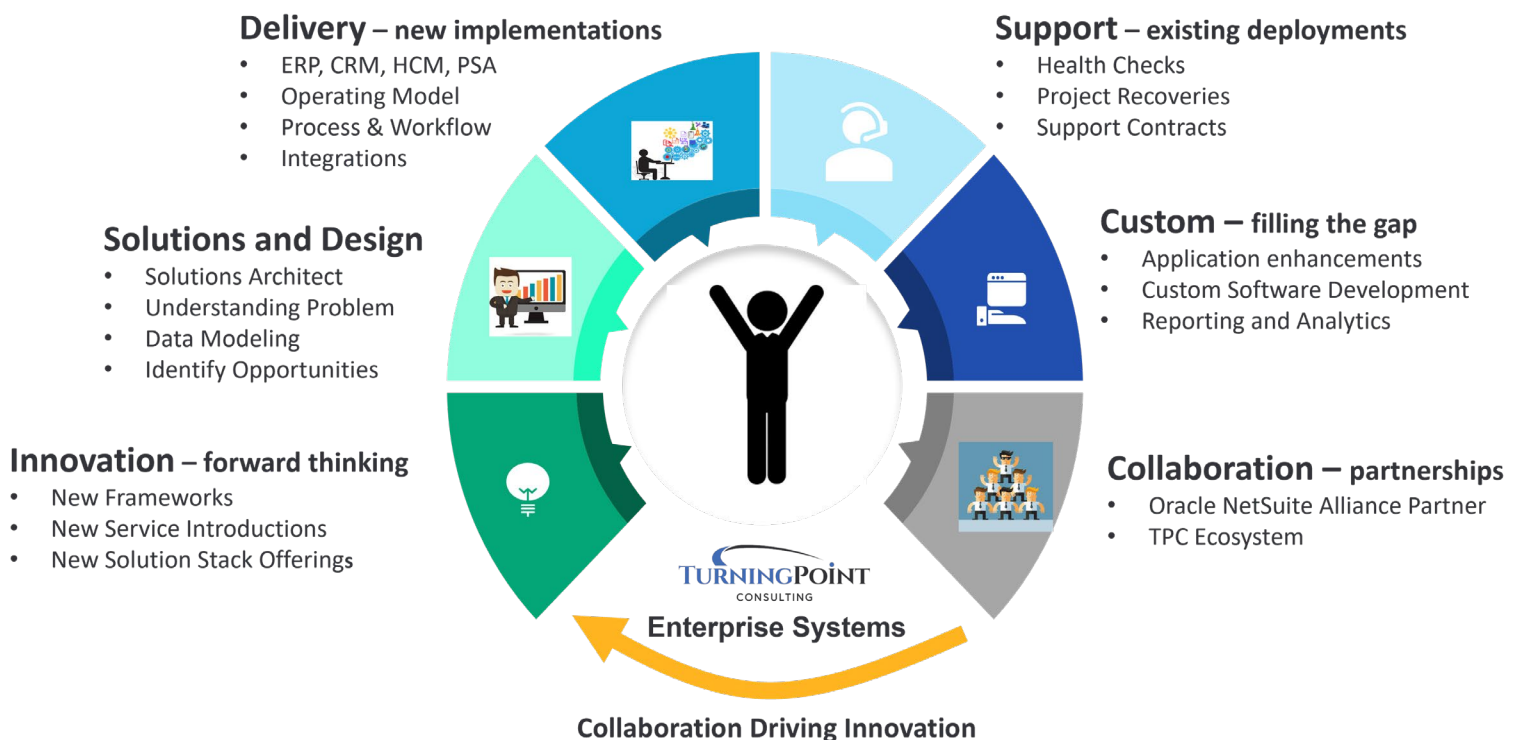 Delivery – new implementations
• ERP, CRM, HCM, PSA
• Operating Model
• Process & Workflow
• Integrations
Support – existing deployments
• Health Checks
• Project Recoveries
• Support Contracts
Solutions and Design
• Solutions Architect
• Understanding Problem
• Data Modeling
• Identify Opportunities
Custom – filling the gap
• Application enhancements
• Custom Software Development
• Reporting and Analytics
Innovation – forward thinking
• New Frameworks
• New Service Introductions
• New Solution Stack Offerings
Collaboration – partnerships
• Oracle NetSuite Alliance Partner
• TPC Ecosystem
TURNINGPOINT
CONSULTING
Enterprise Systems
Collaboration Driving Innovation